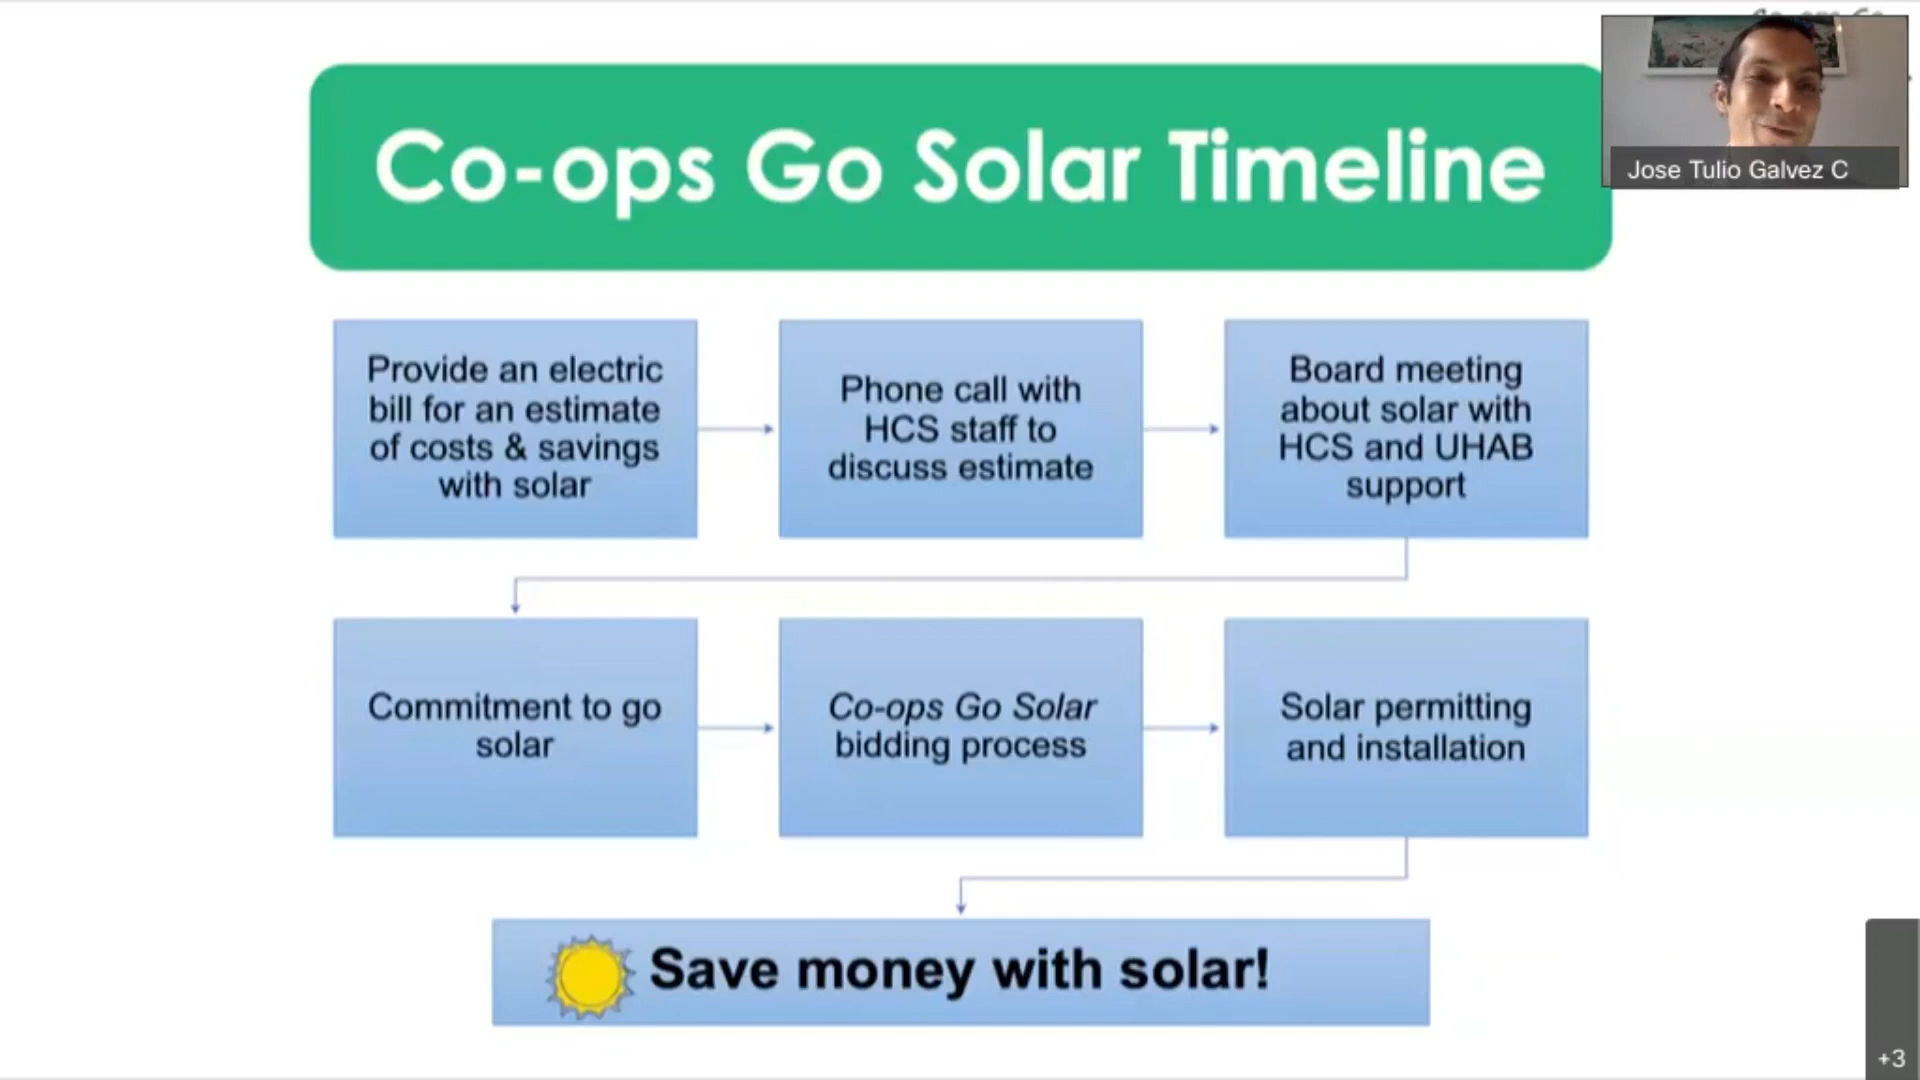 Co-ops Go Solar Timeline
Jose Tulio Galvez C
Provide an electric
bill for an estimate
of costs & savings
with solar
Phone call with
HCS staff to
discuss estimate
Board meeting
about solar with
HCS and UHAB
support
Commitment to go
solar
Co-ops Go Solar
bidding process
Solar permitting
and installation
Save money with solar!
+3